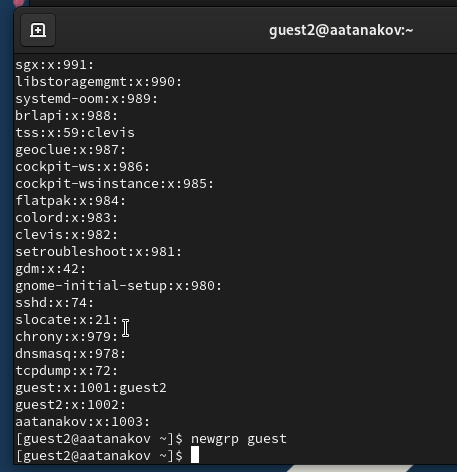 guest2@aatanakov:~
sgx:x:991:
libstoragemgmt:x:990:
systemd-oom:x:989:
brlapi:x:988:
tss:x:59:clevis
geoclue:x:987:
cockpit-ws:x:986:
cockpit-wsinstance:x:985:
flatpak:x:984:
colord:x:983:
clevis:x:982:
setroubleshoot:x:981:
gdm:x:42:
gnome-initial-setup:x:980:
sshd:x:74:
slocate:x:21:
chrony:x:979:
dnsmasq:x:978:
tcpdump:x:72:
guest:x:1001:guest2
guest2:x:1002:
aatanakov:x:1003:
[guest2@aatanakov ~]$ newgrp guest
[guest2@aatanakov ~]$